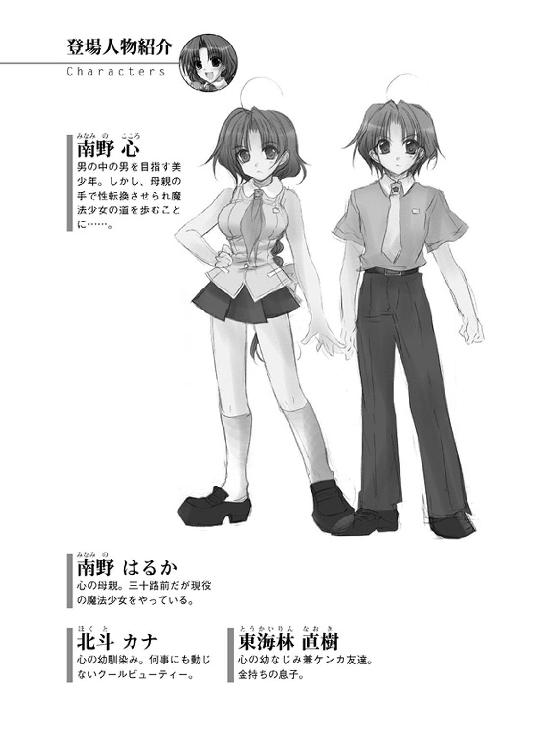 登場人物紹介
Characters
みなみ の こころ
南野 心
男の中の男を目指す美
少年。しかし、母親の
手で性転換させられ魔
法少女の道を歩むこと
に……。
みなみ の
南野 はるか
心の母親。三十路前だが現役
の魔法少女をやっている。
ほく と
北斗 カナ
心の幼馴染み。何事にも動じ
ないクールビューティー。
とうかいりん なおき
東海林 直樹
心の幼なじみ兼ケンカ友達。
金持ちの息子。